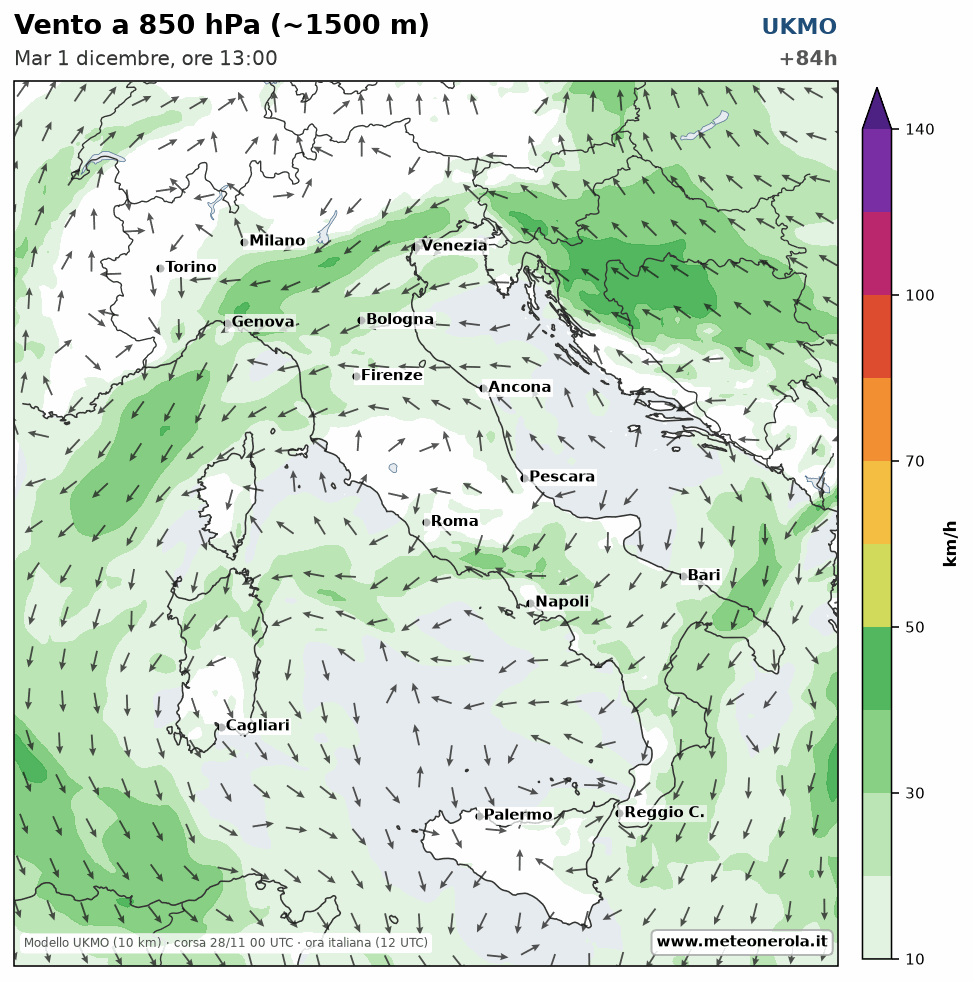 Vento a 850 hPa (~1500 m)
UKMO
Mar 1 dicembre, ore 13:00
+84h
Milano
Venezia
Torino
Genova
Bologna
Firenze
Ancona
Pescara
Roma
Bari
Napoli
Cagliari
Palermo
Reggio C.
140
100
70
50
30
10
km/h
Modello UKMO (10 km) · corsa 28/11 00 UTC · ora italiana (12 UTC)
www.meteonerola.it